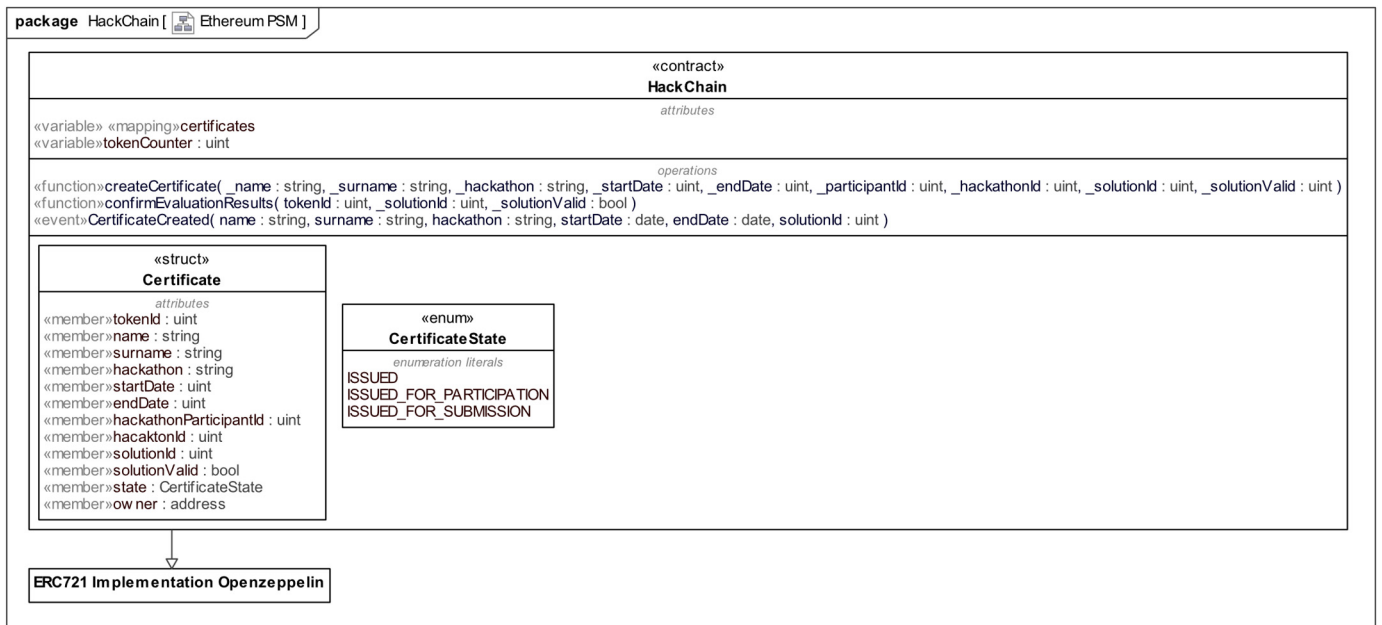 package HackChain [ Ethereum PSM ]
«contract»
HackChain
attributes
«variable» «mapping»certificates
«variable»tokenCounter : uint
operations
«function»createCertificate( _name : string, _surname : string, _hackathon : string, _startDate : uint, _endDate : uint, _participantId : uint, _hackathonId : uint, _solutionId : uint, _solutionValid : uint )
«function»confirmEvaluationResults( tokenId : uint, _solutionId : uint, _solutionValid : bool )
«event»CertificateCreated( name : string, surname : string, hackathon : string, startDate : date, endDate : date, solutionId : uint )
«struct»
Certificate
attributes
«member»tokenId : uint
«member»name : string
«member»surname : string
«member»hackathon : string
«member»startDate : uint
«member»endDate : uint
«member»hackathonParticipantId : uint
«member»hacaktonId : uint
«member»solutionId : uint
«member»solutionValid : bool
«member»state : CertificateState
«member»owner : address
«enum»
CertificateState
enumeration literals
ISSUED
ISSUED_FOR_PARTICIPATION
ISSUED_FOR_SUBMISSION
ERC721 Implementation Openzeppelin